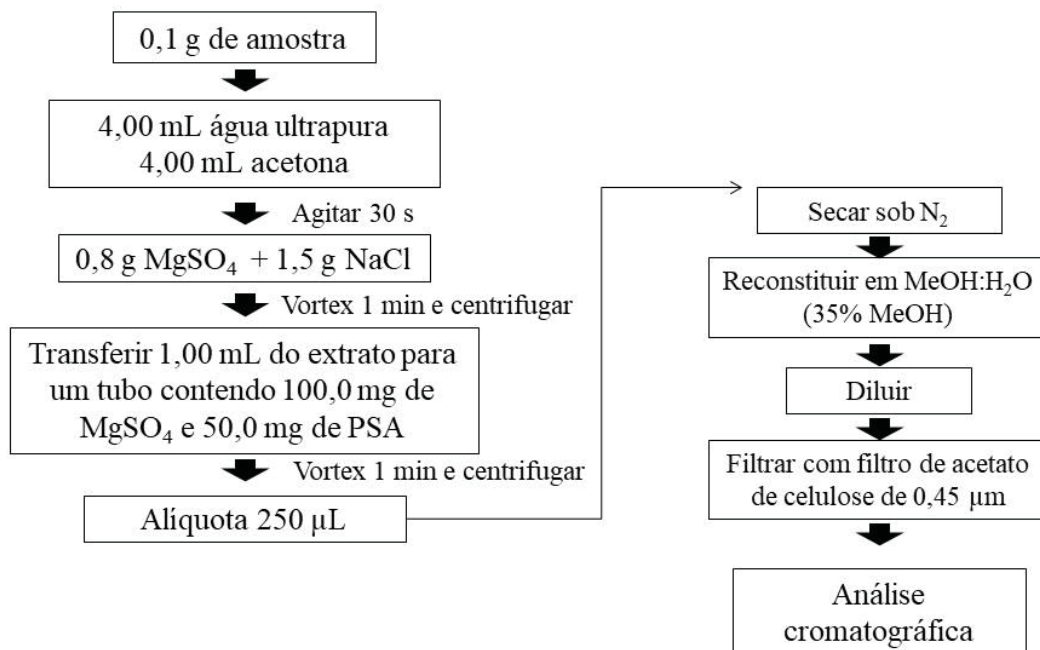 0,1 g de amostra
4,00 mL água ultrapura
4,00 mL acetona
Agitar 30 s
0,8 g MgSO₄ + 1,5 g NaCl
Vortex 1 min e centrifugar
Transferir 1,00 mL do extrato para
um tubo contendo 100,0 mg de
MgSO₄ e 50,0 mg de PSA
Vortex 1 min e centrifugar
Alíquota 250 µL
Secar sob N₂
Reconstituir em MeOH:H₂O
(35% MeOH)
Diluir
Filtrar com filtro de acetato
de celulose de 0,45 µm
Análise
cromatográfica